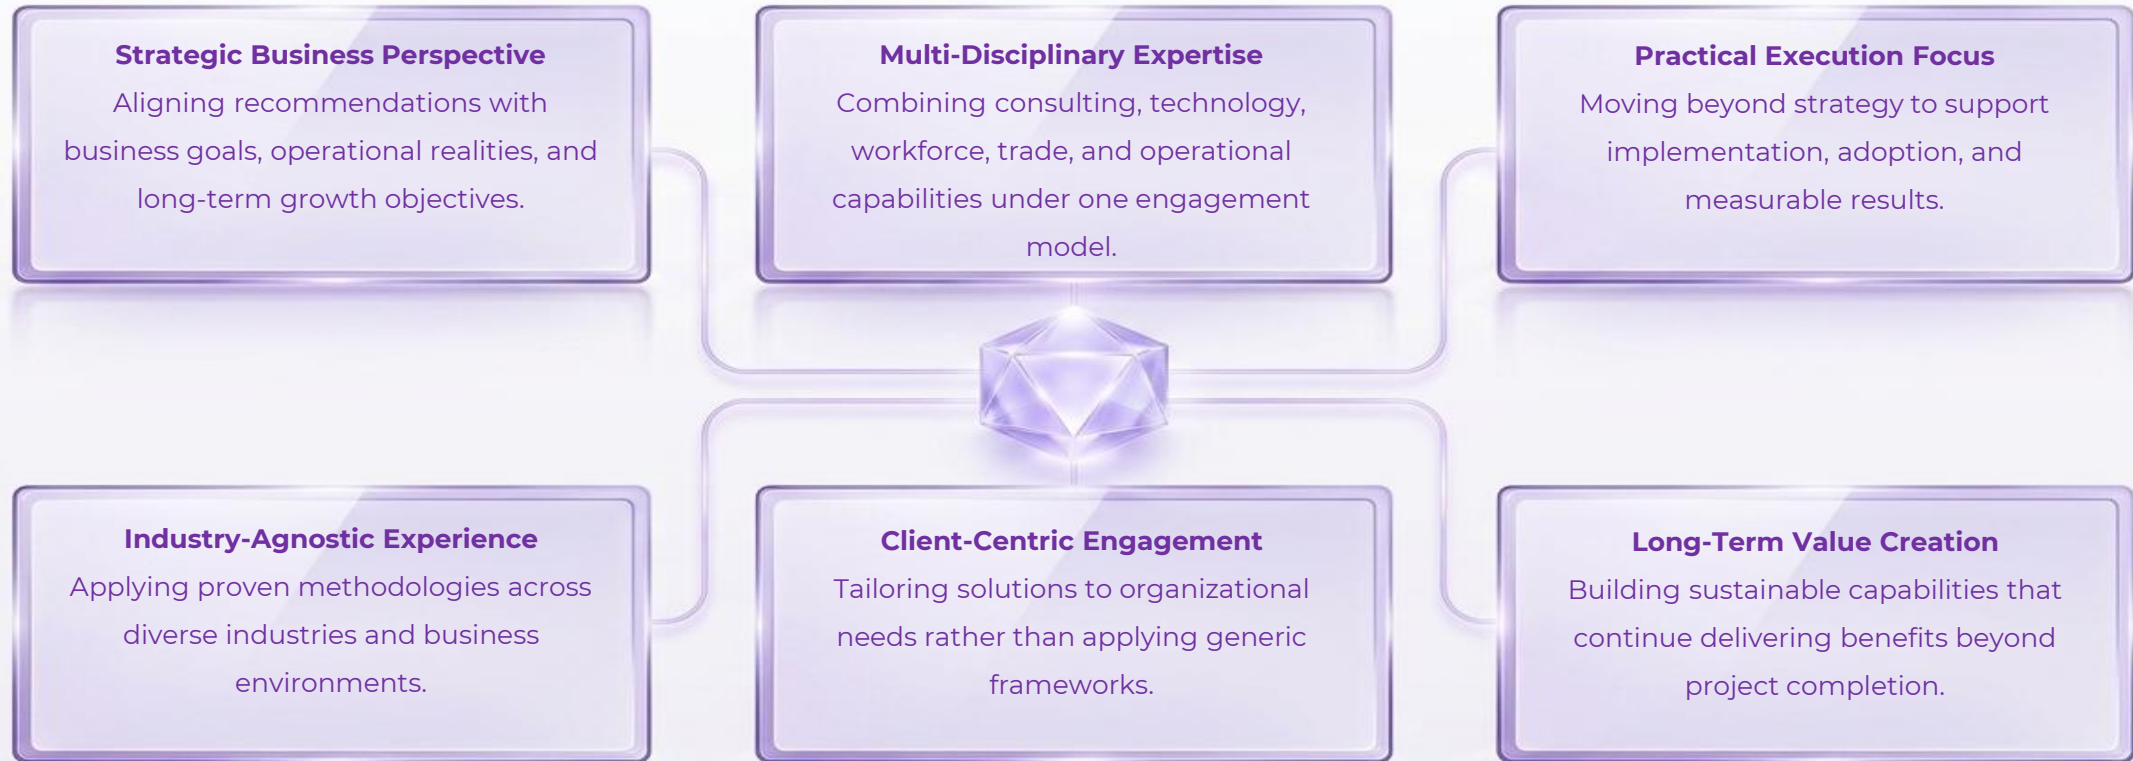 Strategic Business Perspective
Aligning recommendations with
business goals, operational realities, and
long-term growth objectives.
Multi-Disciplinary Expertise
Combining consulting, technology,
workforce, trade, and operational
capabilities under one engagement
model.
Practical Execution Focus
Moving beyond strategy to support
implementation, adoption, and
measurable results.
Industry-Agnostic Experience
Applying proven methodologies across
diverse industries and business
environments.
Client-Centric Engagement
Tailoring solutions to organizational
needs rather than applying generic
frameworks.
Long-Term Value Creation
Building sustainable capabilities that
continue delivering benefits beyond
project completion.